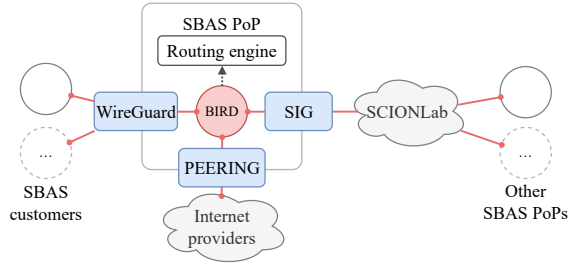 SBAS PoP
Routing engine
WireGuard
BIRD
SIG
SCIONLab
...
...
PEERING
SBAS
customers
Internet
providers
Other
SBAS PoPs